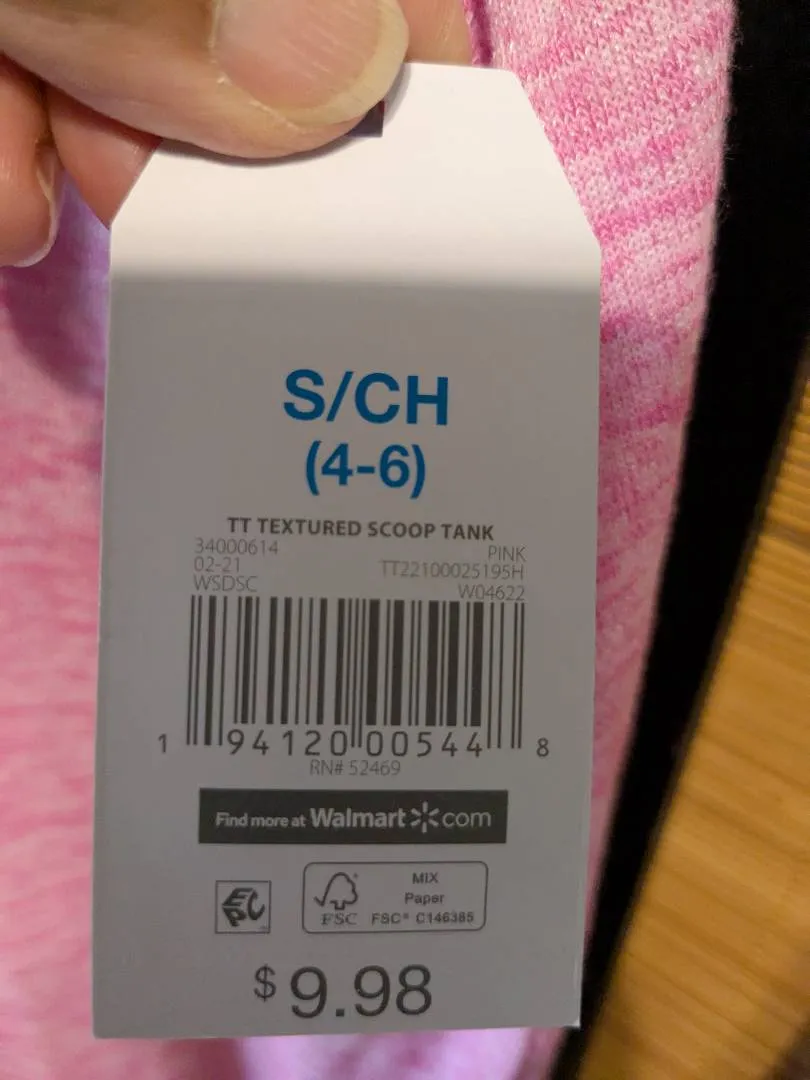 S/CH
(4-6)
TT TEXTURED SCOOP TANK
34000614 PINK
02-21 TT22100025195H
WSDSC W04622
1 94120 00544 8
RN# 52469
Find more at Walmart com
EPC
FSC
MIX
Paper
FSC® C146385
$9.98